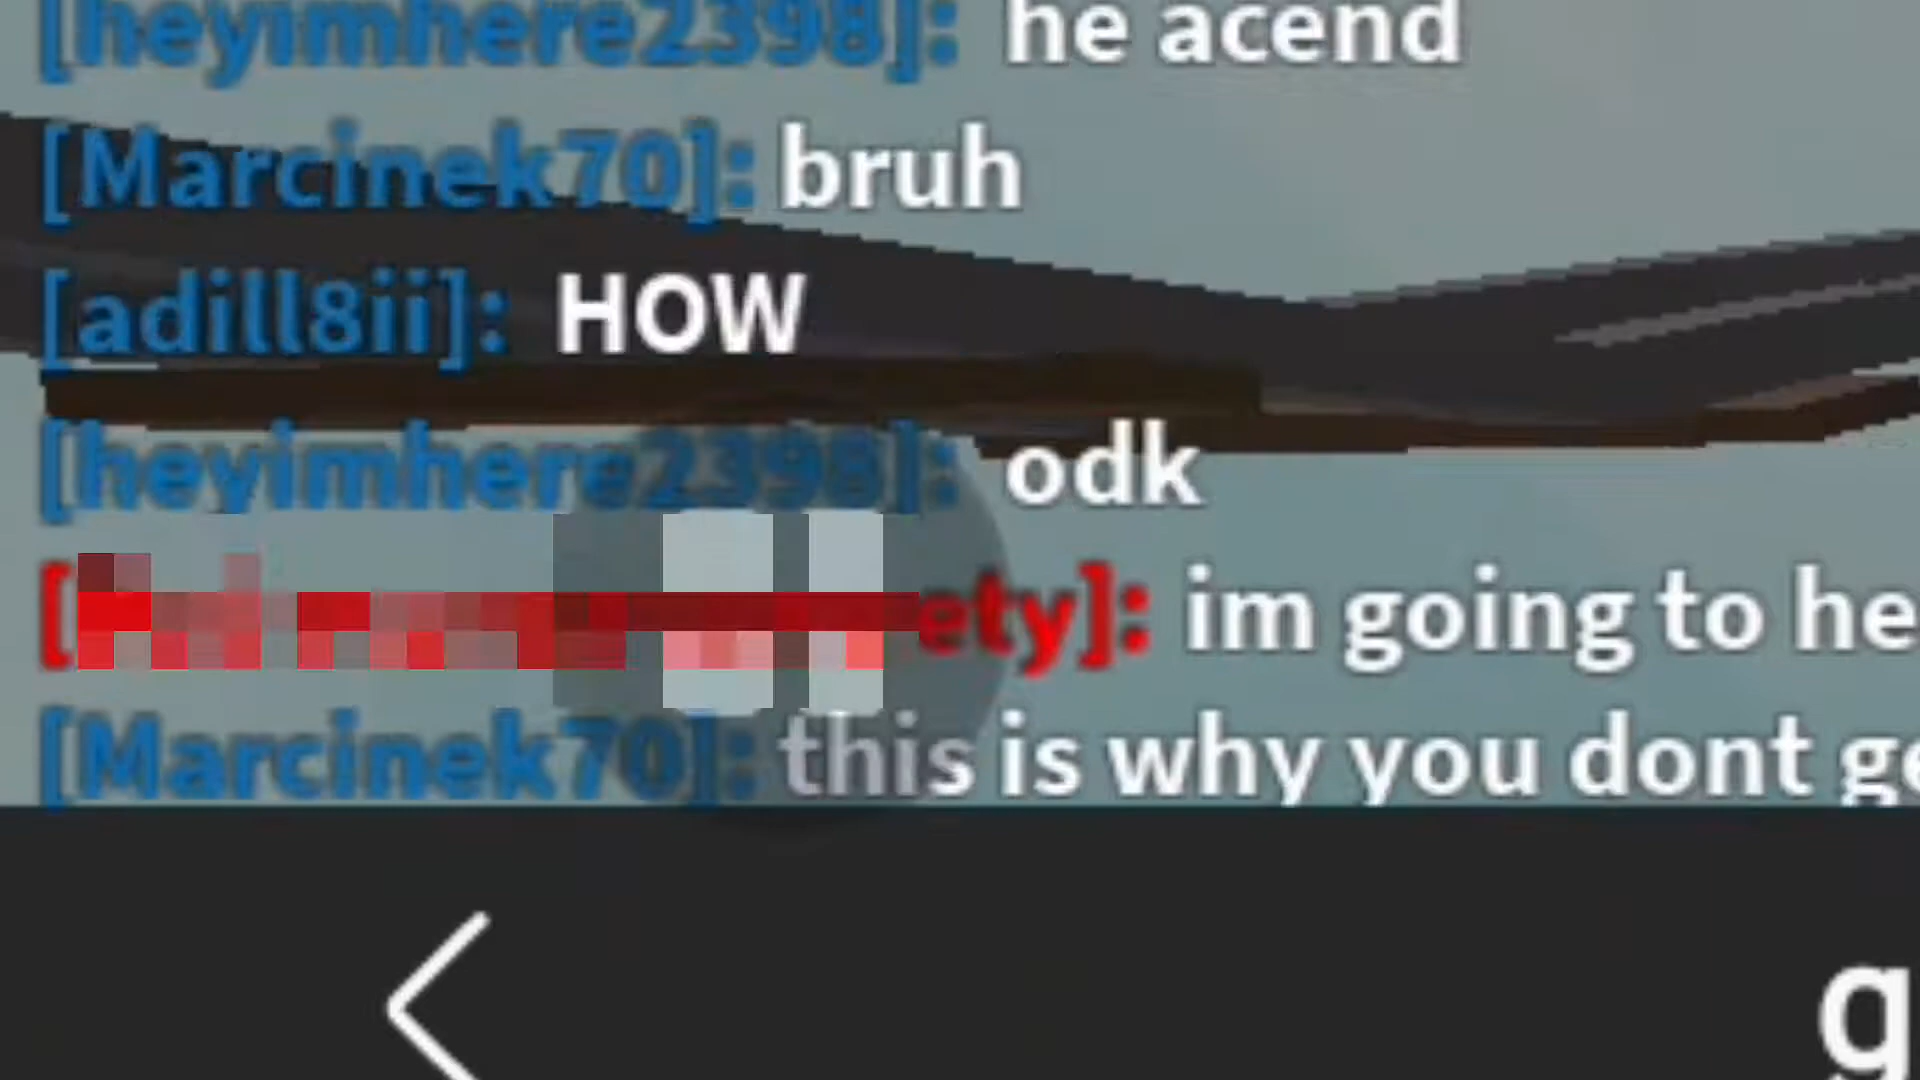 [heyimhere2398]: he acend
[Marcinek70]: bruh
[adill8ii]: HOW
[heyimhere2398]: odk
ety]: im going to he
[Marcinek70]: this is why you dont ge
g